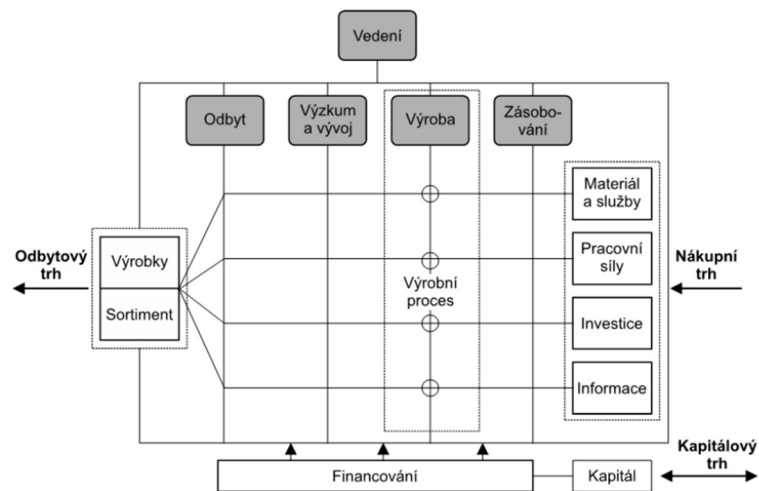 Vedení
Odbyt
Výzkum
a vývoj
Výroba
Zásobo-
vání
Materiál
a služby
Odbytový
trh
Výrobky
Sortiment
Pracovní
síly
Nákupní
trh
Výrobní
proces
Investice
Informace
Kapitálový
trh
Financování
Kapitál